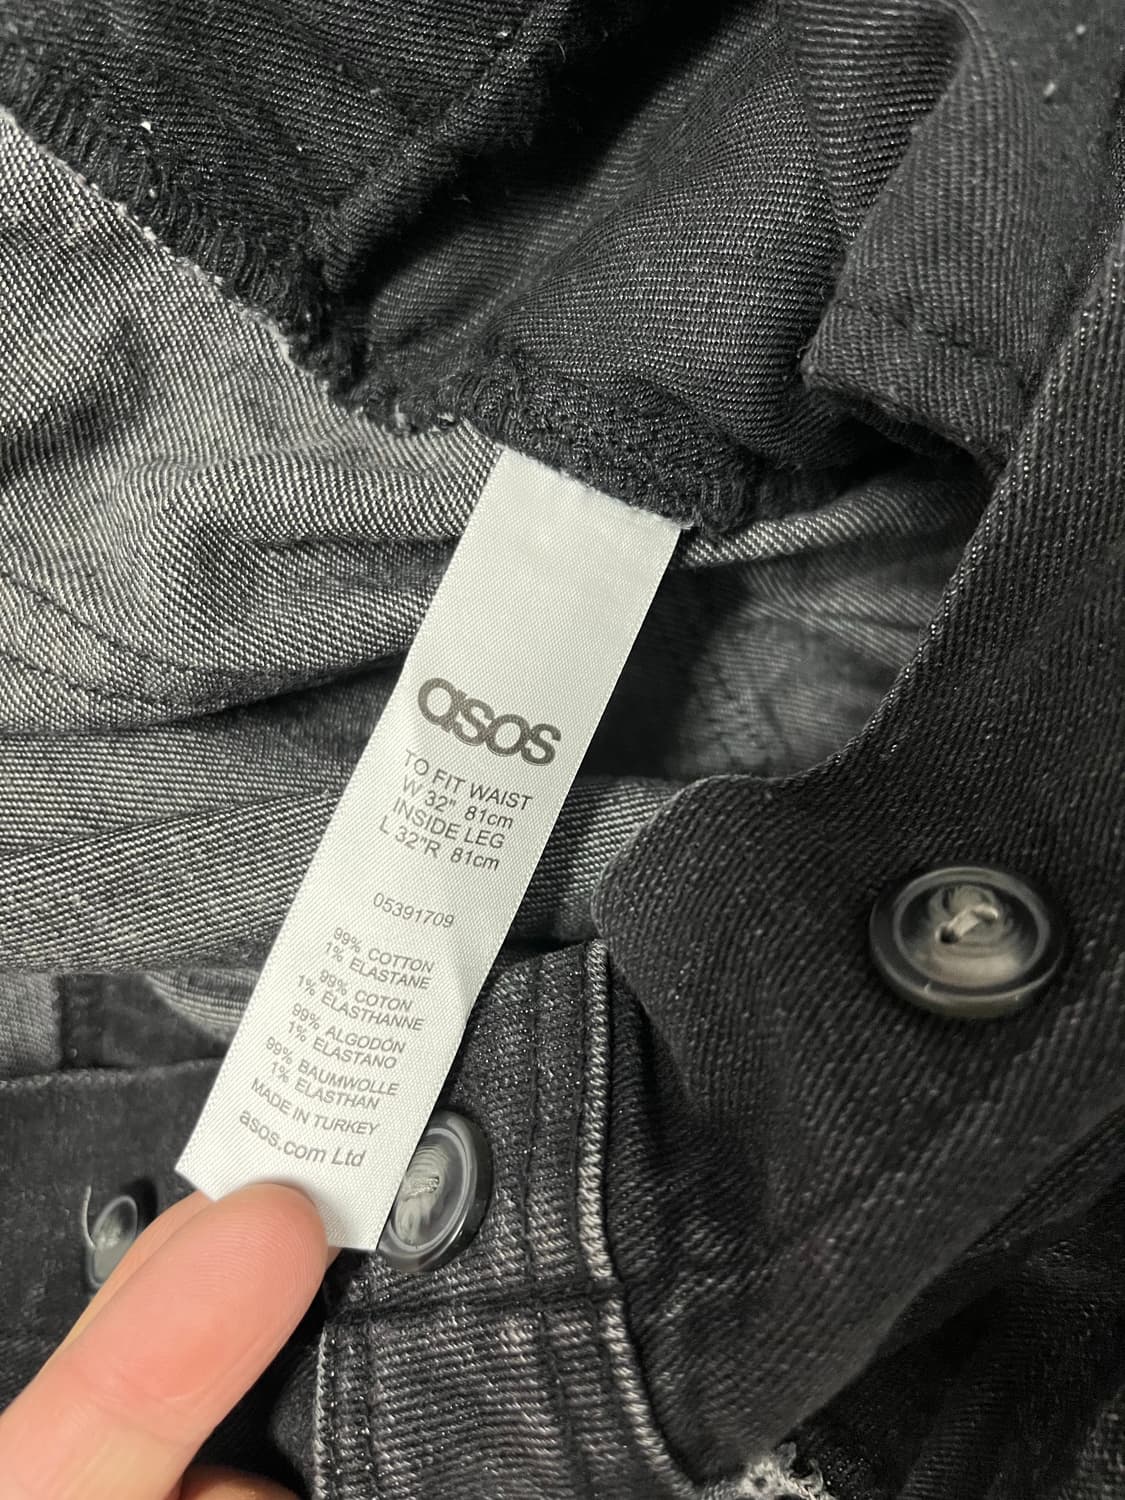 asos
TO FIT WAIST
W 32" 81cm
INSIDE LEG
L 32"R 81cm
05391709
99% COTTON
1% ELASTANE
99% COTON
1% ÉLASTHANNE
99% ALGODÓN
1% ELASTANO
99% BAUMWOLLE
1% ELASTHAN
MADE IN TURKEY
asos.com Ltd